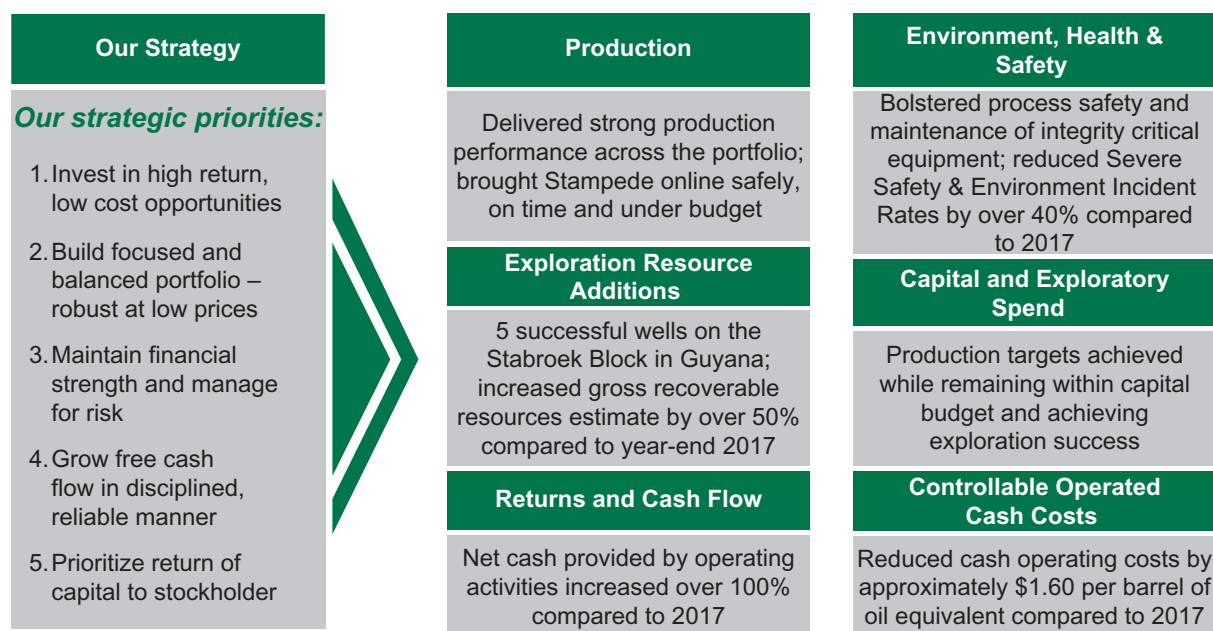 Our Strategy
Our strategic priorities:
1. Invest in high return,
low cost opportunities
2. Build focused and
balanced portfolio –
robust at low prices
3. Maintain financial
strength and manage
for risk
4. Grow free cash
flow in disciplined,
reliable manner
5. Prioritize return of
capital to stockholder
Production
Delivered strong production
performance across the portfolio;
brought Stampede online safely,
on time and under budget
Exploration Resource
Additions
5 successful wells on the
Stabroek Block in Guyana;
increased gross recoverable
resources estimate by over 50%
compared to year-end 2017
Returns and Cash Flow
Net cash provided by operating
activities increased over 100%
compared to 2017
Environment, Health &
Safety
Bolstered process safety and
maintenance of integrity critical
equipment; reduced Severe
Safety & Environment Incident
Rates by over 40% compared
to 2017
Capital and Exploratory
Spend
Production targets achieved
while remaining within capital
budget and achieving
exploration success
Controllable Operated
Cash Costs
Reduced cash operating costs by
approximately $1.60 per barrel of
oil equivalent compared to 2017